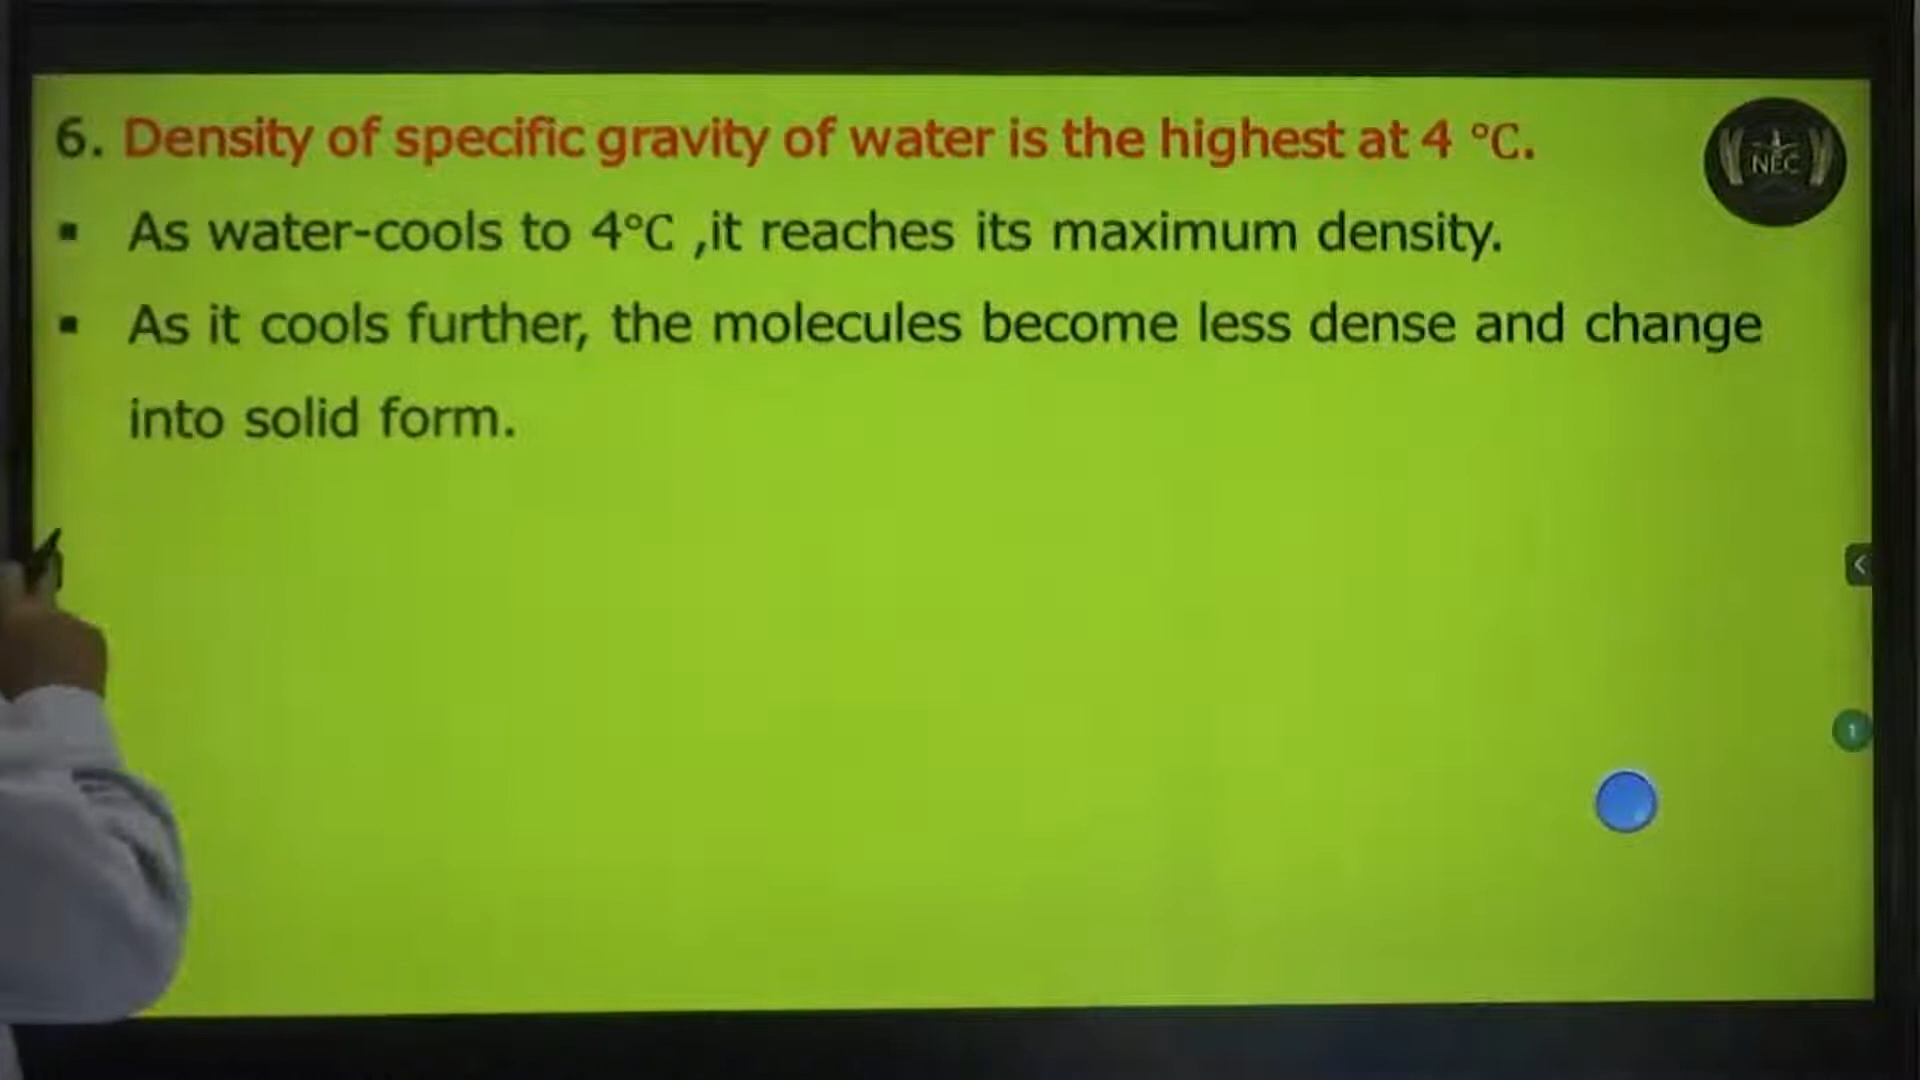 6. Density of specific gravity of water is the highest at 4 °C.
NEC
▪ As water-cools to 4°C ,it reaches its maximum density.
▪ As it cools further, the molecules become less dense and change
into solid form.
<
1